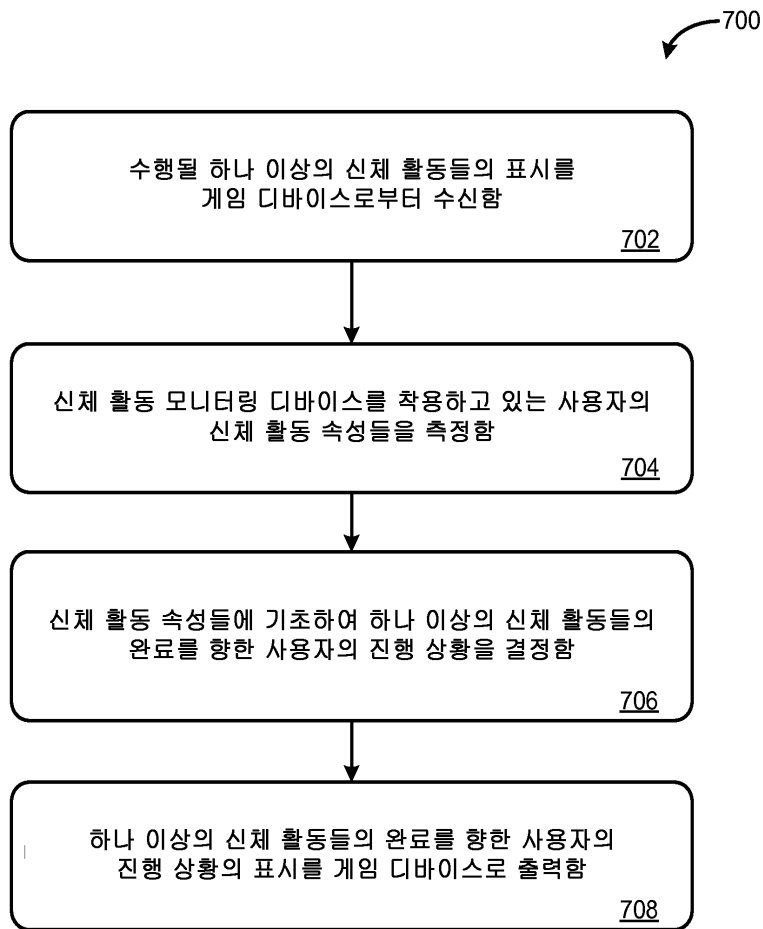 700
수행될 하나 이상의 신체 활동들의 표시를
게임 디바이스로부터 수신함
702
신체 활동 모니터링 디바이스를 착용하고 있는 사용자의
신체 활동 속성들을 측정함
704
신체 활동 속성들에 기초하여 하나 이상의 신체 활동들의
완료를 향한 사용자의 진행 상황을 결정함
706
하나 이상의 신체 활동들의 완료를 향한 사용자의
진행 상황의 표시를 게임 디바이스로 출력함
708